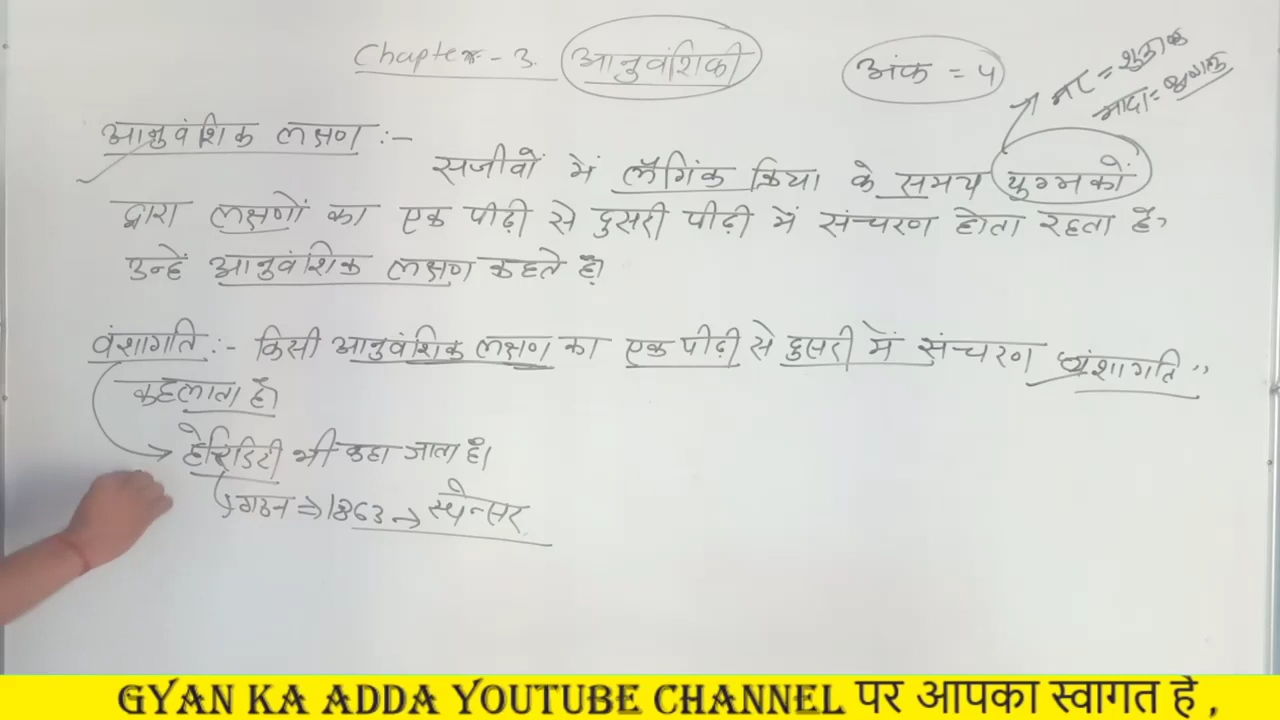 Chapter - 3. आनुवंशिकी
अंक = 5
नर = शुक्राणु
मादा = अण्डाणु
आनुवंशिक लक्षण :-
सजीवों में लैंगिंक क्रिया के समय युग्मकों
द्वारा लक्षणों का एक पीढ़ी से दुसरी पीढ़ी में संन्चरण होता रहता है,
उन्हें आनुवंशिक लक्षण कहते है।
वंशागति :- किसी आनुवंशिक लक्षण का एक पीढ़ी से दुसरी में संन्चरण "वंशागति"
कहलाता है।
हेरिडिटी भी कहा जाता है।
गठन → 1863 → स्पेन्सर
GYAN KA ADDA YOUTUBE CHANNEL पर आपका स्वागत है ,